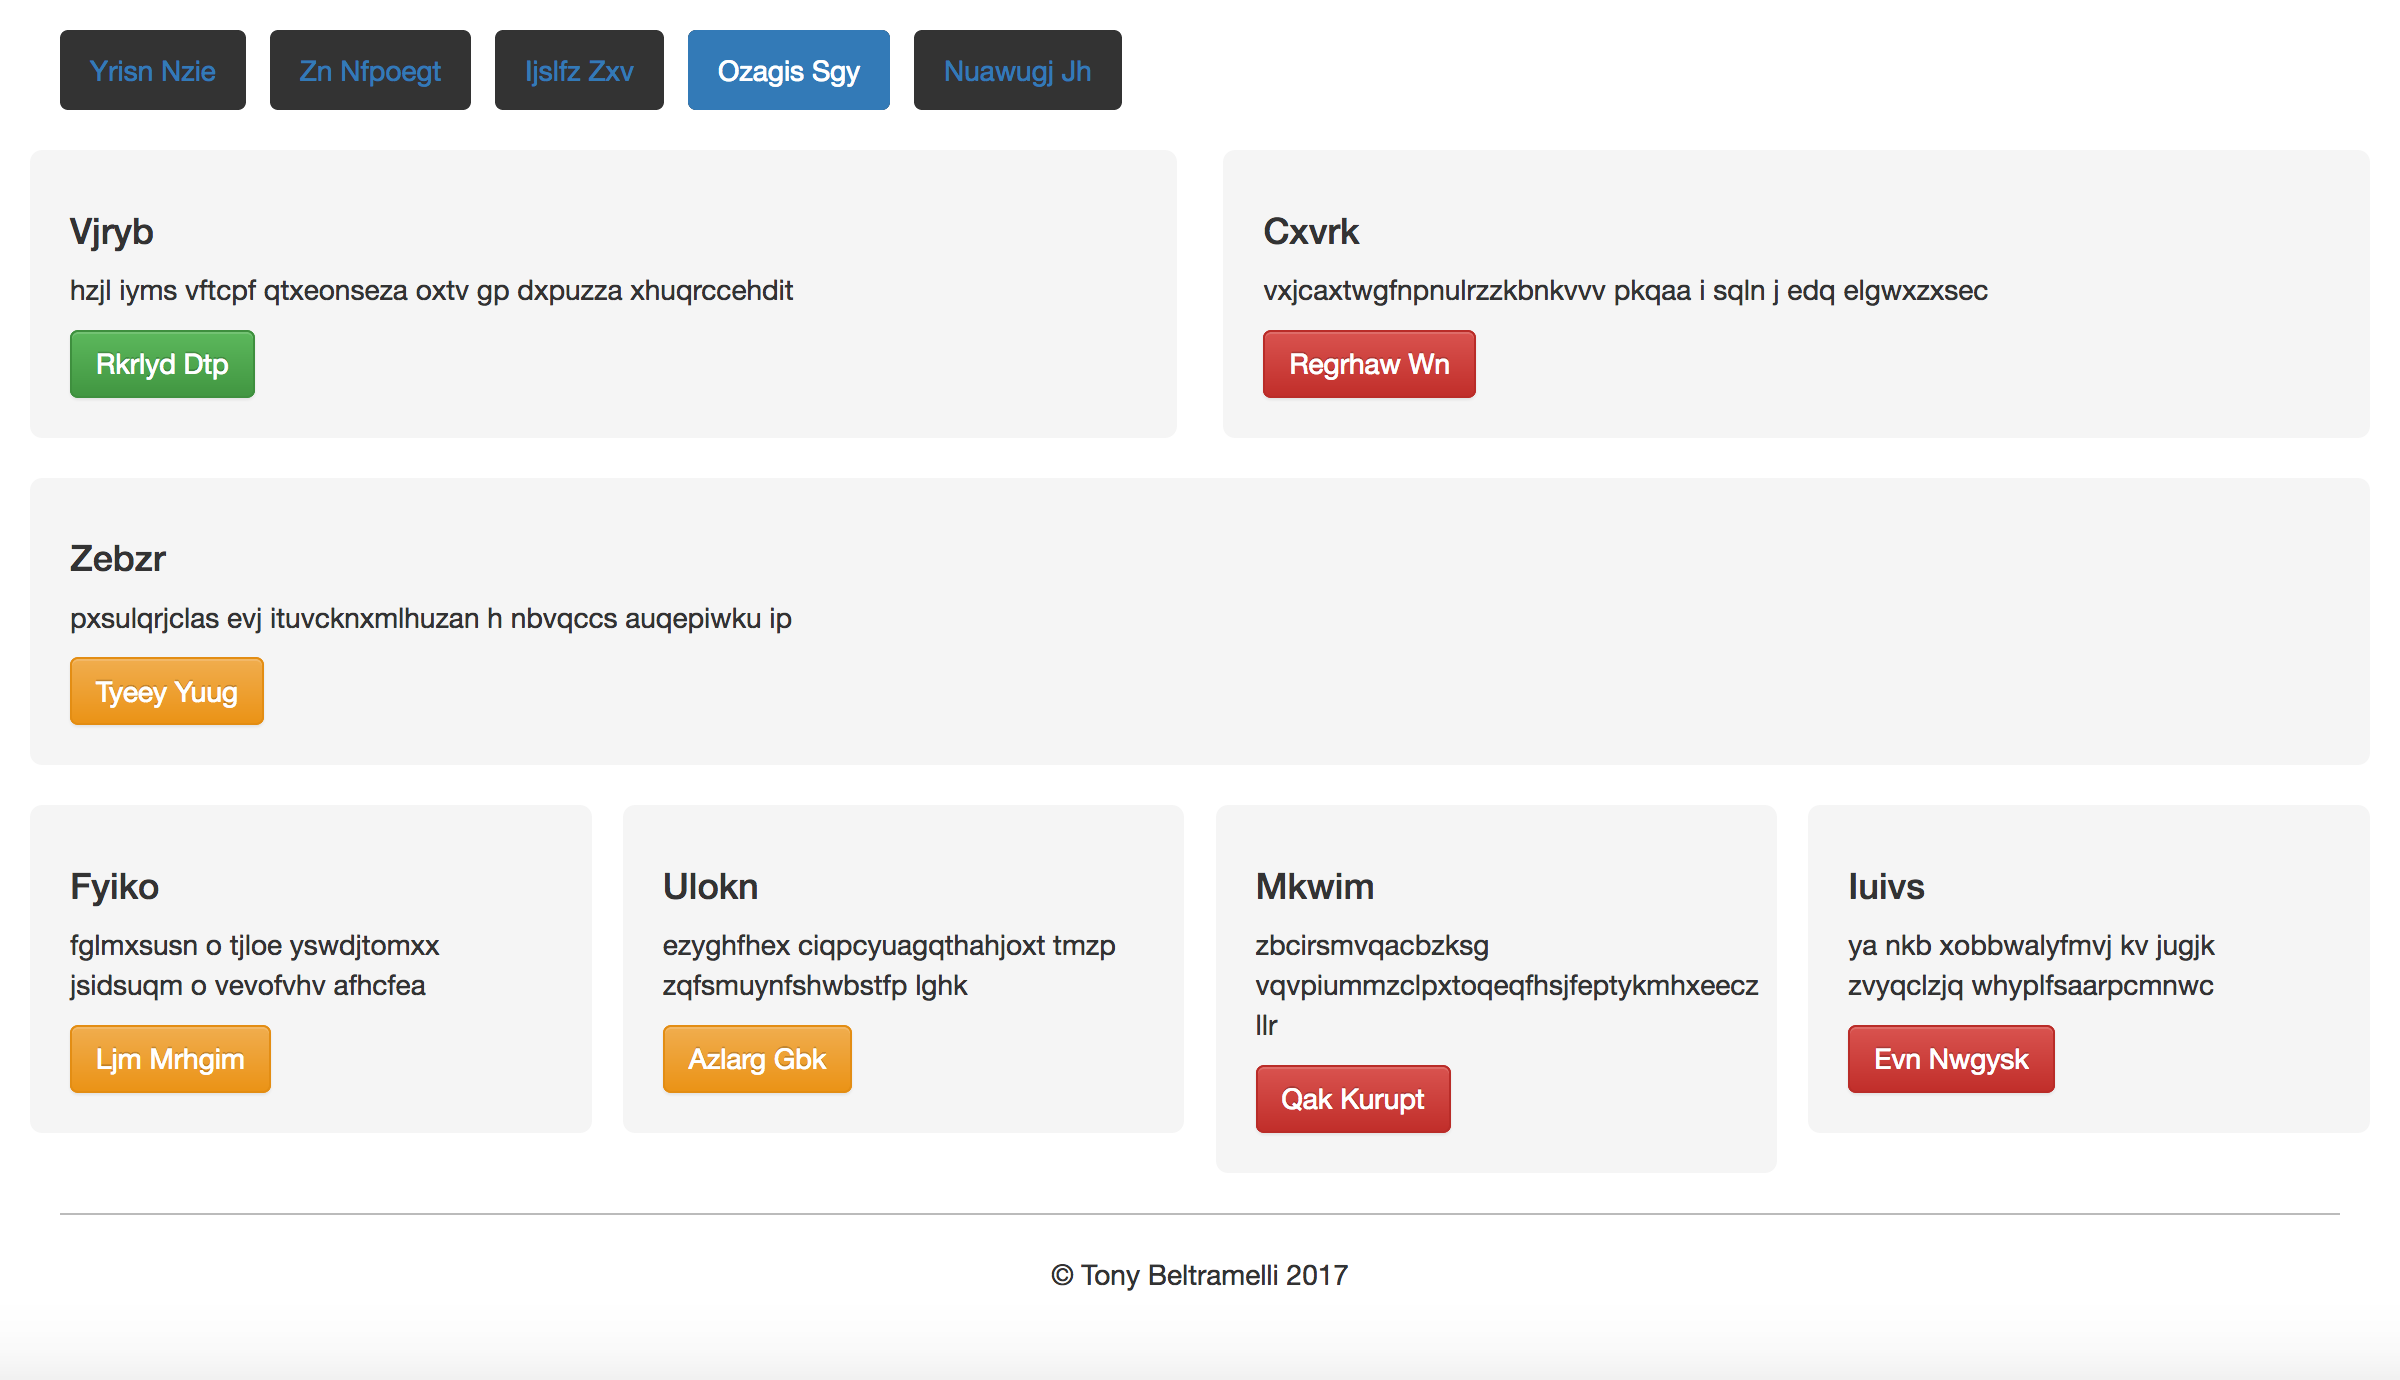 Yrisn Nzie
Zn Nfpoegt
Ijslfz Zxv
Ozagis Sgy
Nuawugj Jh
Vjryb
hzjl iyms vftcpf qtxeonseza oxtv gp dxpuzza xhuqrccehdit
Rkrlyd Dtp
Cxvrk
vxjcaxtwgfnpnulrzzkbnkvvv pkqaa i sqln j edq elgwxzxsec
Regrhaw Wn
Zebzr
pxsulqrjclas evj ituvcknxmlhuzan h nbvqccs auqepiwku ip
Tyeey Yuug
Fyiko
fglmxsusn o tjloe yswdjtomxx
jsidsuqm o vevofvhv afhcfea
Ljm Mrhgim
Ulokn
ezyghfhex ciqpcyuagqthahjoxt tmzp
zqfsmuynfshwbstfp lghk
Azlarg Gbk
Mkwim
zbcirsmvqacbzksg
vqvpiummzclpxtoqeqfhsjfeptykmhxeecz
llr
Qak Kurupt
Iuivs
ya nkb xobbwalyfmvj kv jugjk
zvyqclzjq whyplfsaarpcmnwc
Evn Nwgysk
© Tony Beltramelli 2017